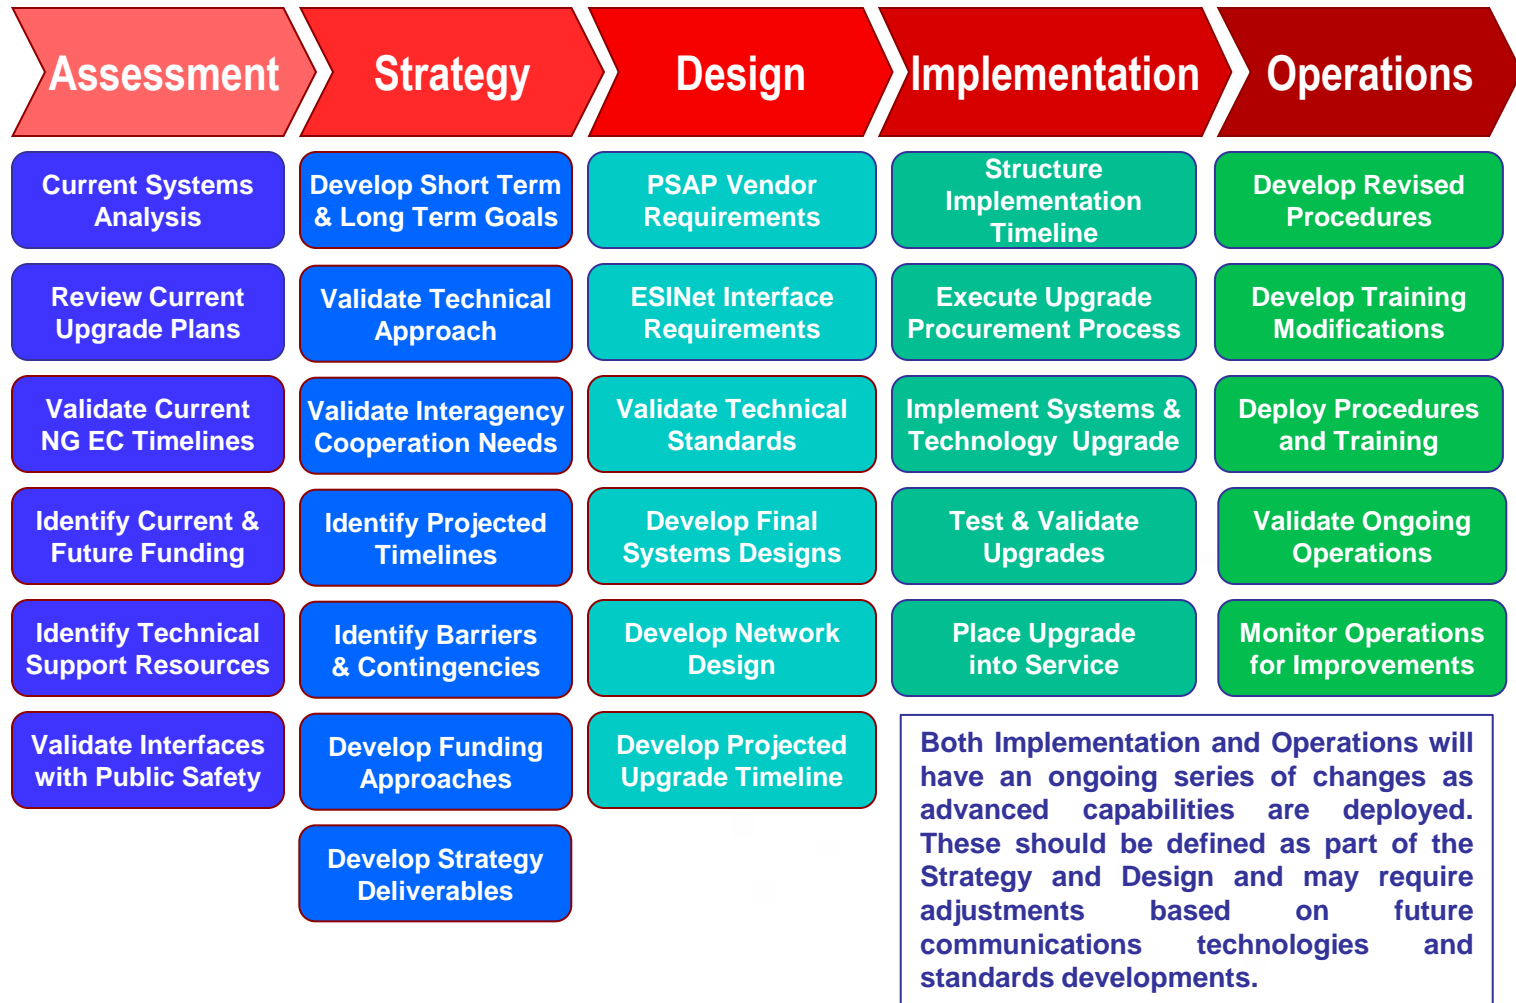 Assessment
Strategy
Design
Implementation
Operations
Current Systems
Analysis
Review Current
Upgrade Plans
Validate Current
NG EC Timelines
Identify Current &
Future Funding
Identify Technical
Support Resources
Validate Interfaces
with Public Safety
Develop Short Term
& Long Term Goals
Validate Technical
Approach
Validate Interagency
Cooperation Needs
Identify Projected
Timelines
Identify Barriers
& Contingencies
Develop Funding
Approaches
Develop Strategy
Deliverables
PSAP Vendor
Requirements
ESINet Interface
Requirements
Validate Technical
Standards
Develop Final
Systems Designs
Develop Network
Design
Develop Projected
Upgrade Timeline
Structure
Implementation
Timeline
Execute Upgrade
Procurement Process
Implement Systems &
Technology Upgrade
Test & Validate
Upgrades
Place Upgrade
into Service
Develop Revised
Procedures
Develop Training
Modifications
Deploy Procedures
and Training
Validate Ongoing
Operations
Monitor Operations
for Improvements
Both Implementation and Operations will
have an ongoing series of changes as
advanced capabilities are deployed.
These should be defined as part of the
Strategy and Design and may require
adjustments based on future
communications technologies and
standards developments.